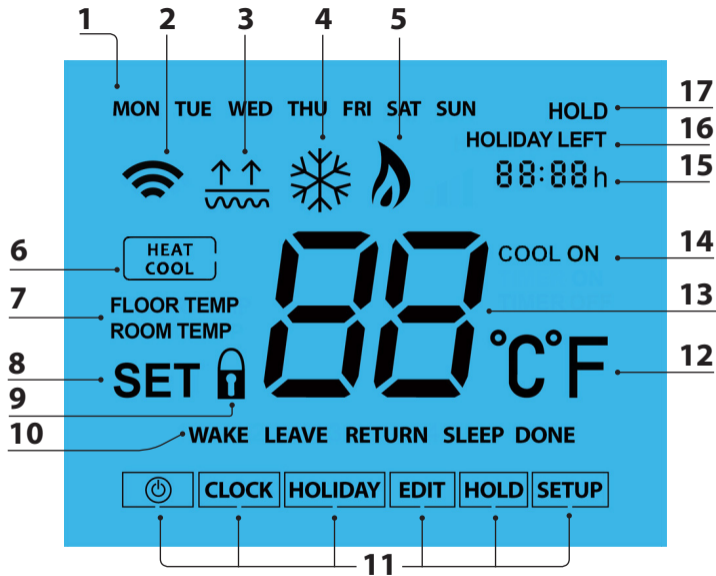 1 2 3 4 5
MON TUE WED THU FRI SAT SUN
HOLD 17
HOLIDAY LEFT 16
88:88h 15
6 HEAT
COOL
COOL ON 14
7 FLOOR TEMP
ROOM TEMP
88 13
8 SET
°C°F 12
9
10 WAKE LEAVE RETURN SLEEP DONE
CLOCK HOLIDAY EDIT HOLD SETUP
11